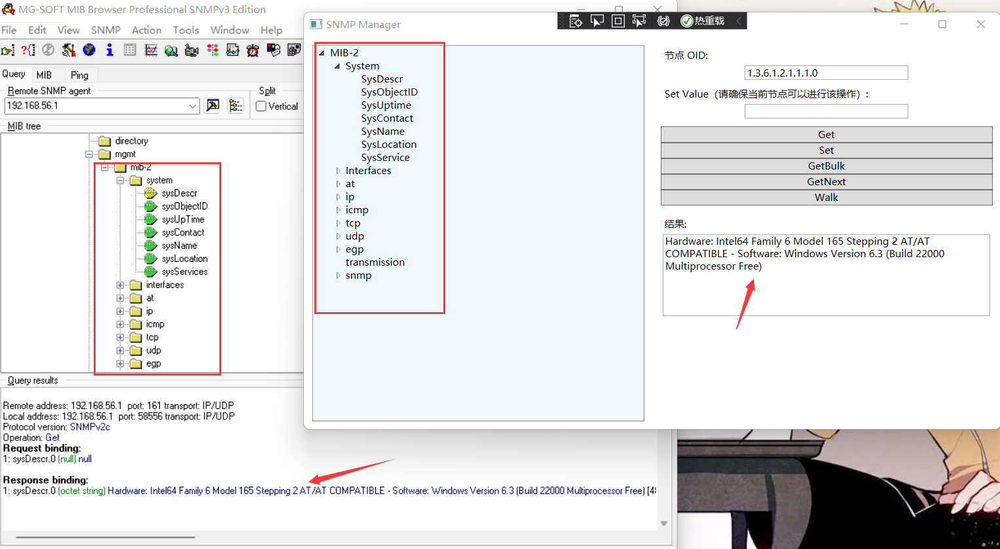 MG-SOFT MIB Browser Professional SNMPv3 Edition
File Edit View SNMP Action Tools Window Help
Query MIB Ping
Remote SNMP agent
Split
192.168.56.1
Vertical
MIB tree
directory
mgmt
mib-2
system
sysDescr
sysObjectID
sysUpTime
sysContact
sysName
sysLocation
sysServices
interfaces
at
ip
icmp
tcp
udp
egp
Query results
Remote address: 192.168.56.1 port: 161 transport: IP/UDP
Local address: 192.168.56.1 port: 58556 transport: IP/UDP
Protocol version: SNMPv2c
Operation: Get
Request binding:
1: sysDescr.0 (null) null
Response binding:
1: sysDescr.0 (octet string) Hardware: Intel64 Family 6 Model 165 Stepping 2 AT/AT COMPATIBLE - Software: Windows Version 6.3 (Build 22000 Multiprocessor Free)
SNMP Manager
热重载
MIB-2
System
SysDescr
SysObjectID
SysUptime
SysContact
SysName
SysLocation
SysService
Interfaces
at
ip
icmp
tcp
udp
egp
transmission
snmp
节点 OID:
1.3.6.1.2.1.1.1.0
Set Value（请确保当前节点可以进行该操作）:
Get
Set
GetBulk
GetNext
Walk
结果:
Hardware: Intel64 Family 6 Model 165 Stepping 2 AT/AT
COMPATIBLE - Software: Windows Version 6.3 (Build 22000
Multiprocessor Free)